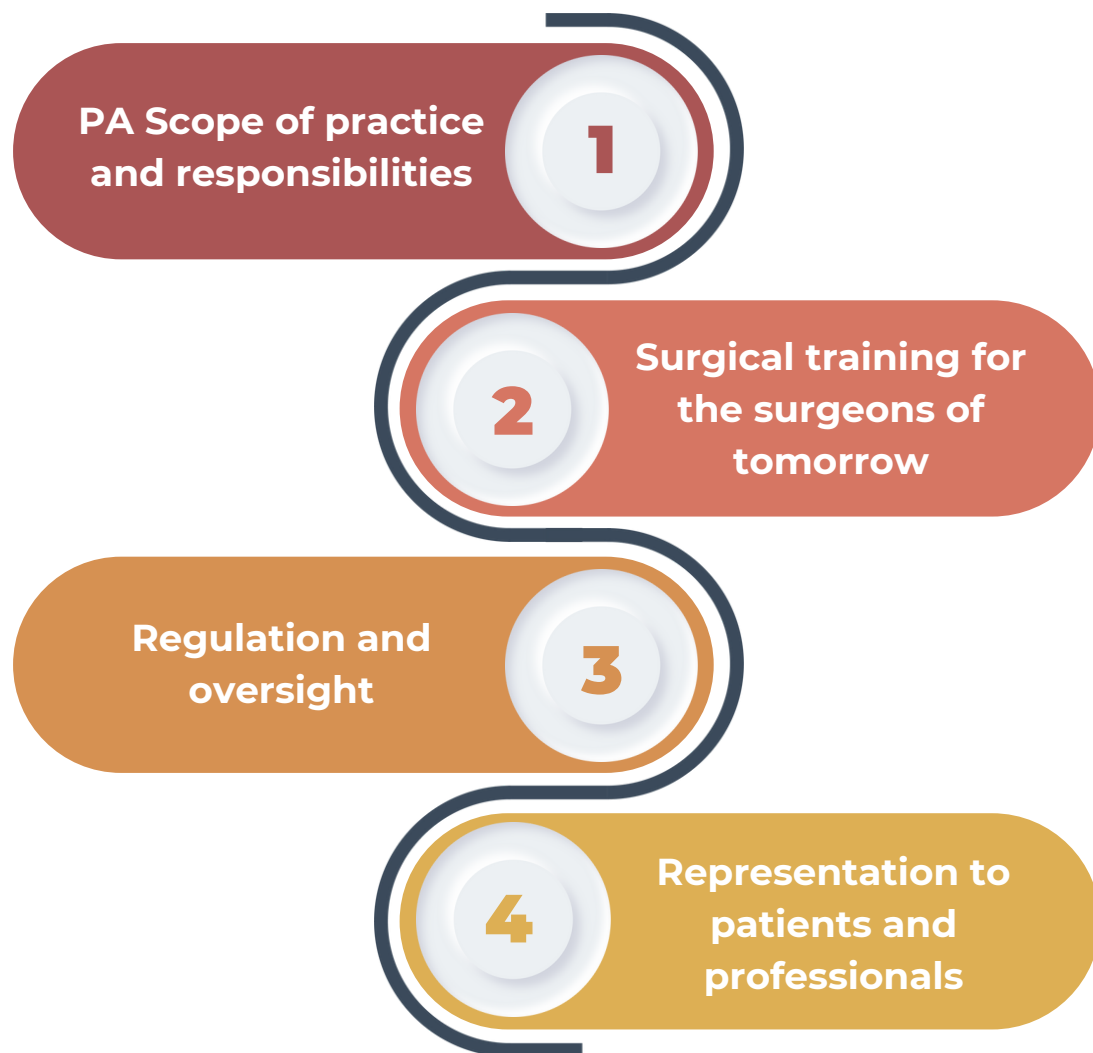 PA Scope of practice
and responsibilities
1
2
Surgical training for
the surgeons of
tomorrow
Regulation and
oversight
3
4
Representation to
patients and
professionals